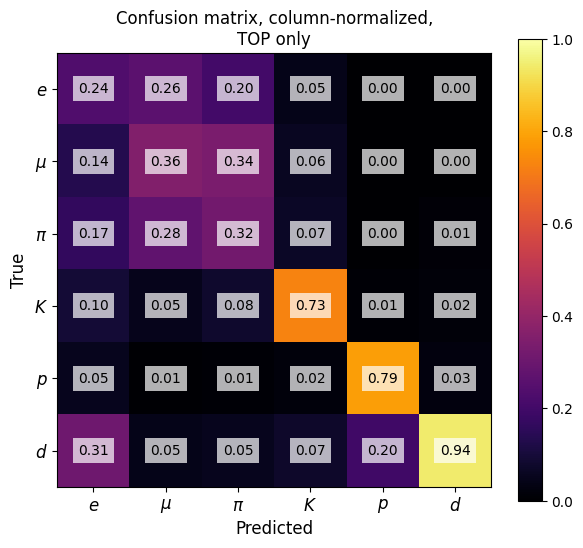 Confusion matrix, column-normalized,
TOP only
e 0.24 0.26 0.20 0.05 0.00 0.00
μ 0.14 0.36 0.34 0.06 0.00 0.00
π 0.17 0.28 0.32 0.07 0.00 0.01
K 0.10 0.05 0.08 0.73 0.01 0.02
p 0.05 0.01 0.01 0.02 0.79 0.03
d 0.31 0.05 0.05 0.07 0.20 0.94
e μ π K p d
Predicted
True
1.0
0.8
0.6
0.4
0.2
0.0